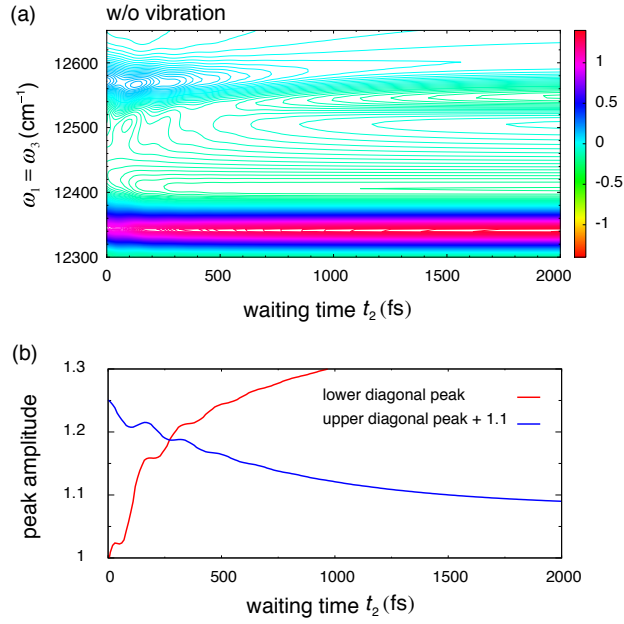 (a) w/o vibration
ω₁ = ω₃ (cm⁻¹)
12600
12500
12400
12300
0 500 1000 1500 2000
waiting time t₂ (fs)
1
0.5
0
-0.5
-1
(b)
peak amplitude
1.3
1.2
1.1
1
lower diagonal peak
upper diagonal peak + 1.1
0 500 1000 1500 2000
waiting time t₂ (fs)